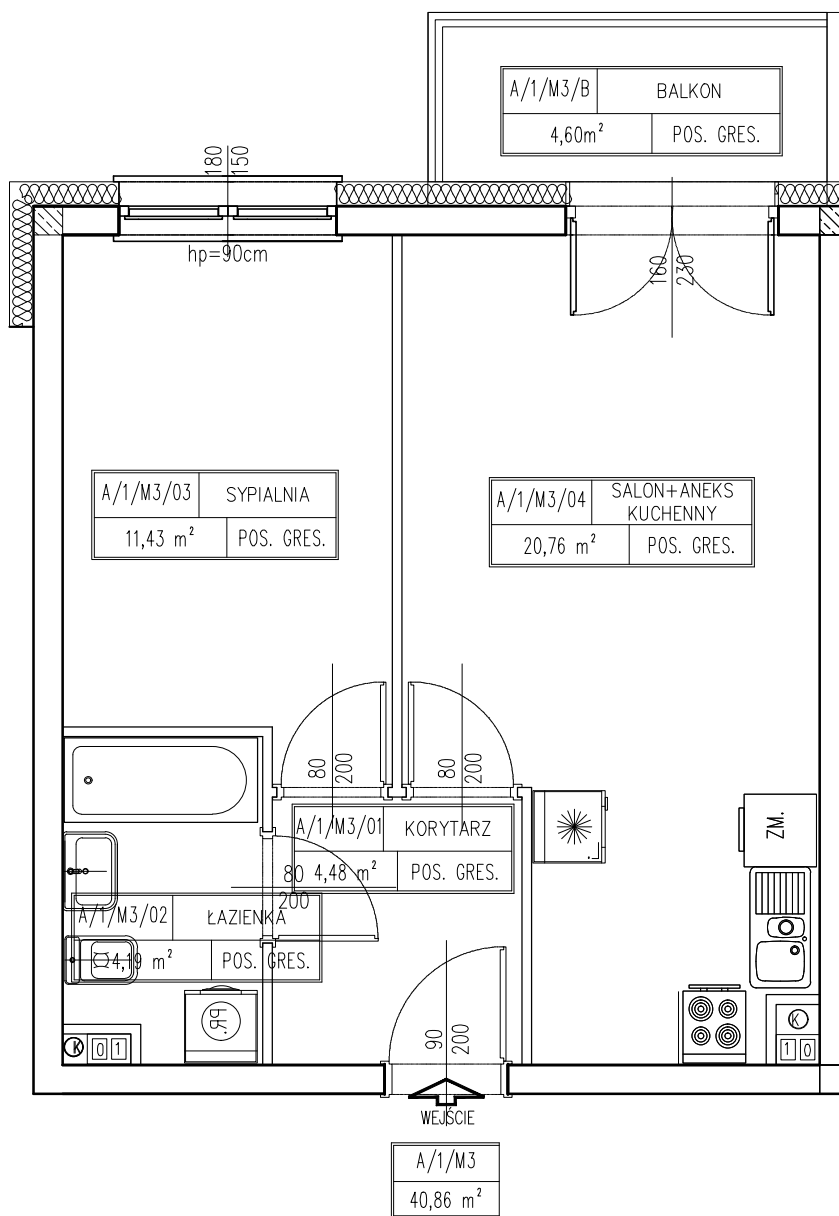 A/1/M3/B BALKON
4,60m² POS. GRES.
180
150
hp=90cm
160
230
A/1/M3/03 SYPIALNIA
11,43 m² POS. GRES.
A/1/M3/04 SALON+ANEKS
KUCHENNY
20,76 m² POS. GRES.
80
200
80
200
A/1/M3/01 KORYTARZ
4,48 m² POS. GRES.
ZM.
80
200
A/1/M3/02 ŁAZIENKA
4,19 m² POS. GRES.
PR.
K 0 1
90
200
K
1 0
WEJŚCIE
A/1/M3
40,86 m²